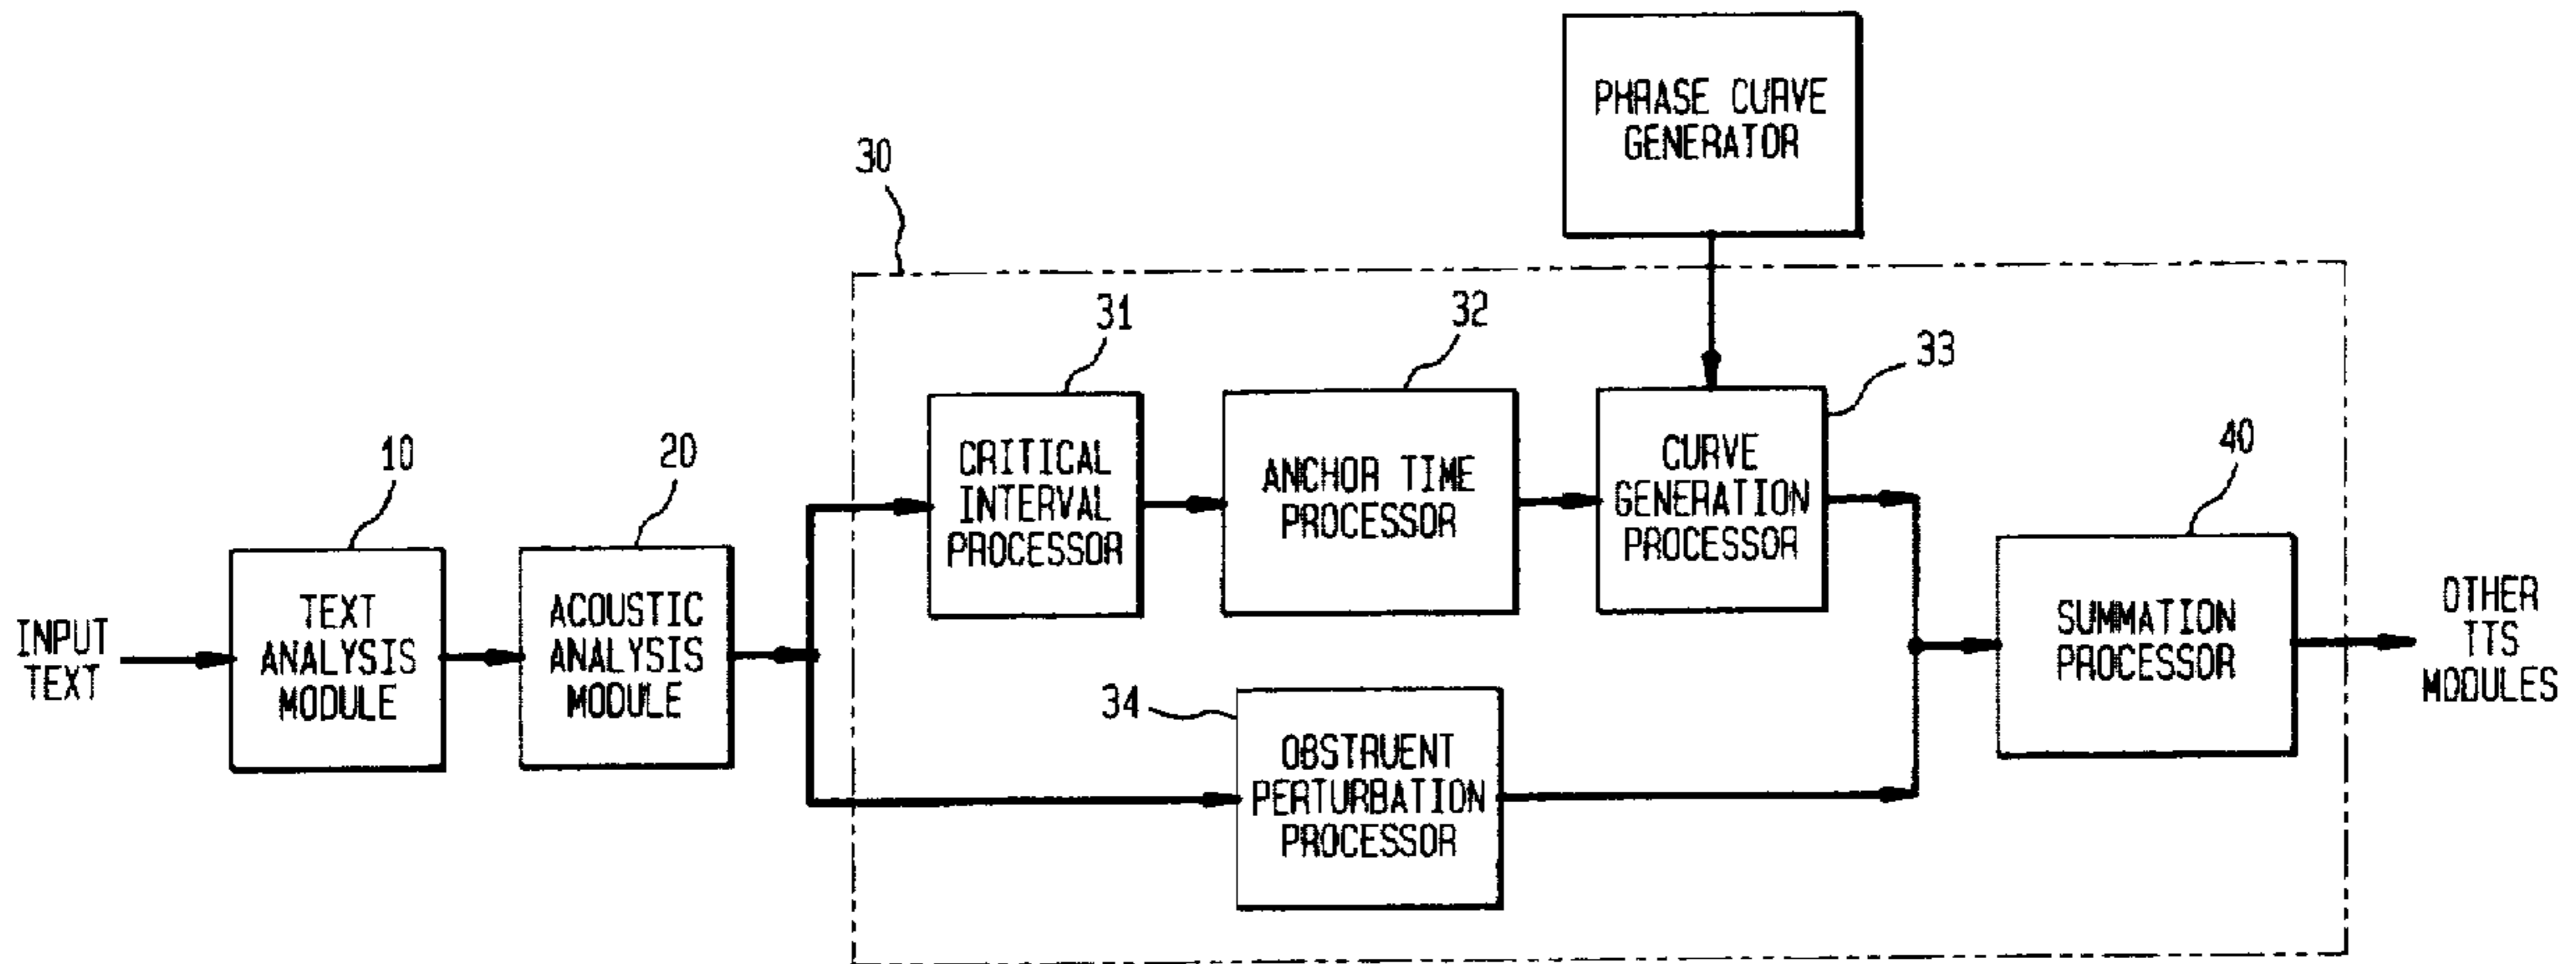 PHRASE CURVE
GENERATOR
30
31
32
33
40
10
20
CRITICAL
INTERVAL
PROCESSOR
ANCHOR TIME
PROCESSOR
CURVE
GENERATION
PROCESSOR
INPUT
TEXT
TEXT
ANALYSIS
MODULE
ACOUSTIC
ANALYSIS
MODULE
SUMMATION
PROCESSOR
OTHER
TTS
MODULES
34
OBSTRUENT
PERTURBATION
PROCESSOR